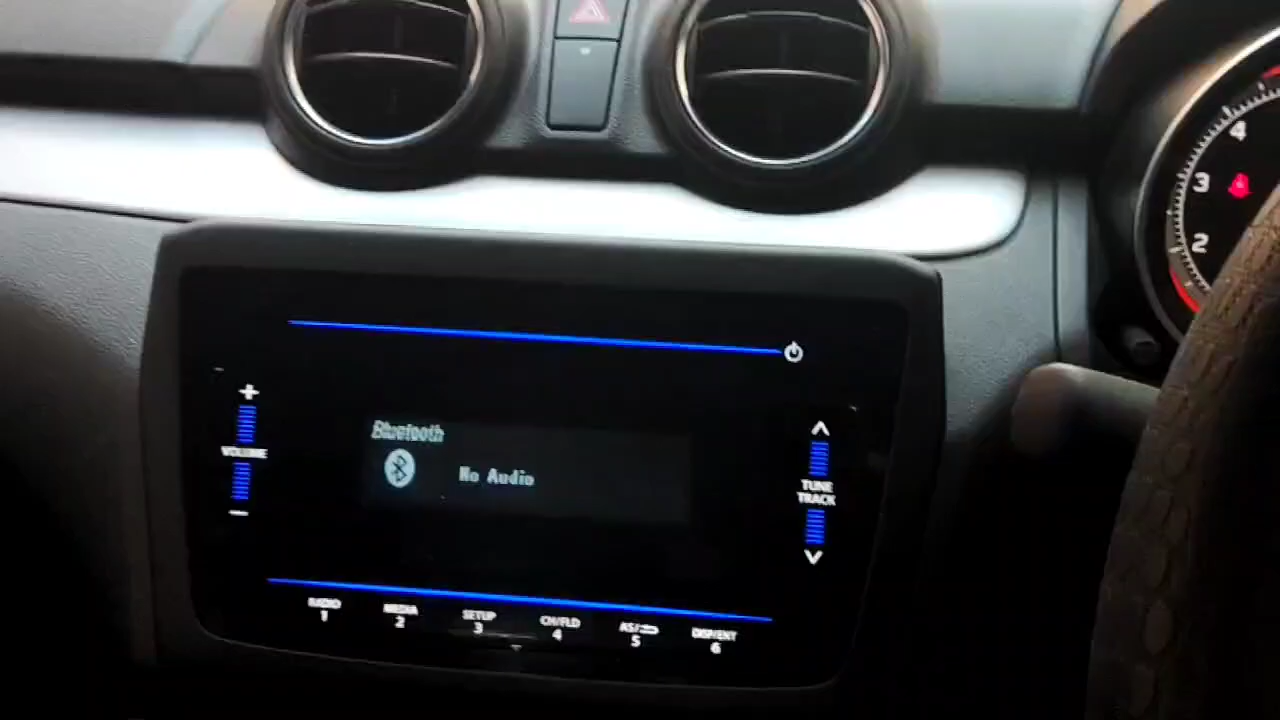 4
3
2
+
VOLUME
−
Bluetooth
No Audio
TUNE
TRACK
RADIO
1
MEDIA
2
SETUP
3
CH/FLD
4
AS/
5
DISP/ENT
6